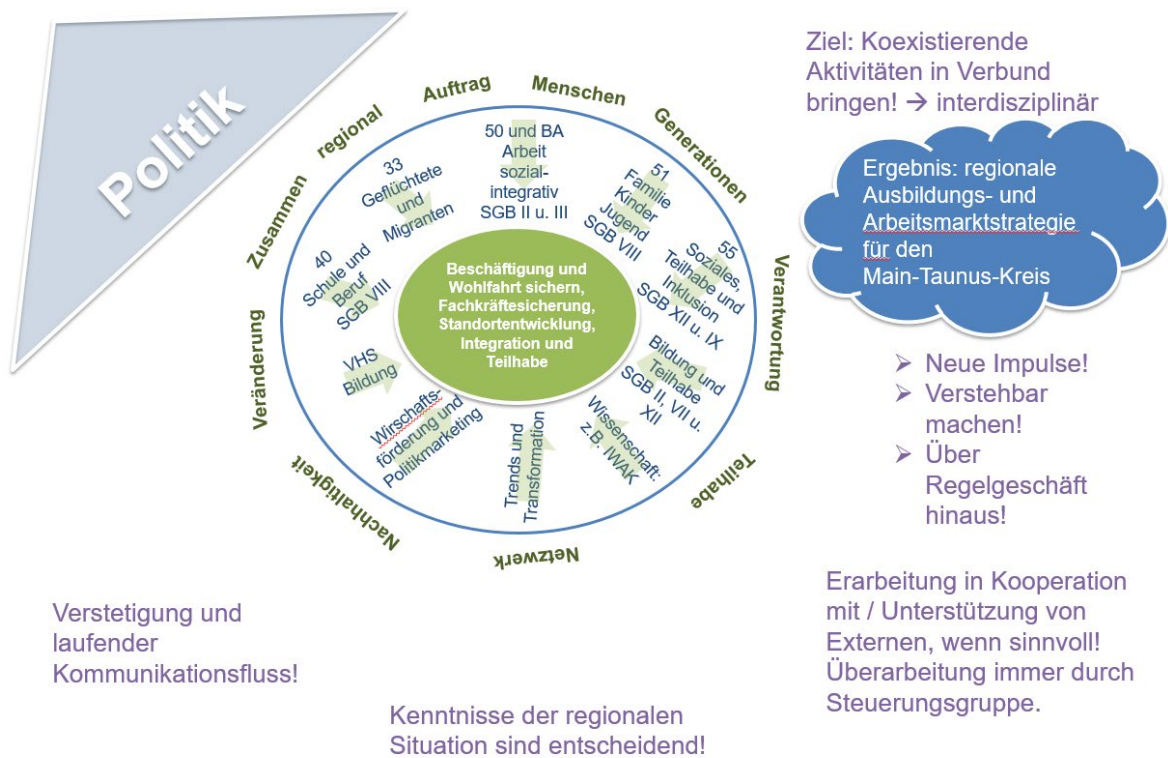 Politik
Ziel: Koexistierende
Aktivitäten in Verbund
bringen! → interdisziplinär
Ergebnis: regionale
Ausbildungs- und
Arbeitsmarktstrategie
für den
Main-Taunus-Kreis
➢ Neue Impulse!
➢ Verstehbar
machen!
➢ Über
Regelgeschäft
hinaus!
Erarbeitung in Kooperation
mit / Unterstützung von
Externen, wenn sinnvoll!
Überarbeitung immer durch
Steuerungsgruppe.
Kenntnisse der regionalen
Situation sind entscheidend!
Verstetigung und
laufender
Kommunikationsfluss!
Zusammen
regional
Auftrag
Menschen
Generationen
Verantwortung
Teilhabe
Netzwerk
Nachhaltigkeit
Veränderung
50 und BA
Arbeit
sozial-
integrativ
SGB II u. III
51
Familie
Kinder
Jugend
SGB VIII
55
Soziales,
Teilhabe und
Inklusion
SGB XII u. IX
Bildung und
Teilhabe
SGB II, VII u.
XII
Wissenschaft:
z.B. IWAK
Trends und
Transformation
Wirschafts-
förderung und
Politikmarketing
VHS
Bildung
40
Schule und
Beruf
SGB VIII
33
Geflüchtete
und
Migranten
Beschäftigung und
Wohlfahrt sichern,
Fachkräftesicherung,
Standortentwicklung,
Integration und
Teilhabe